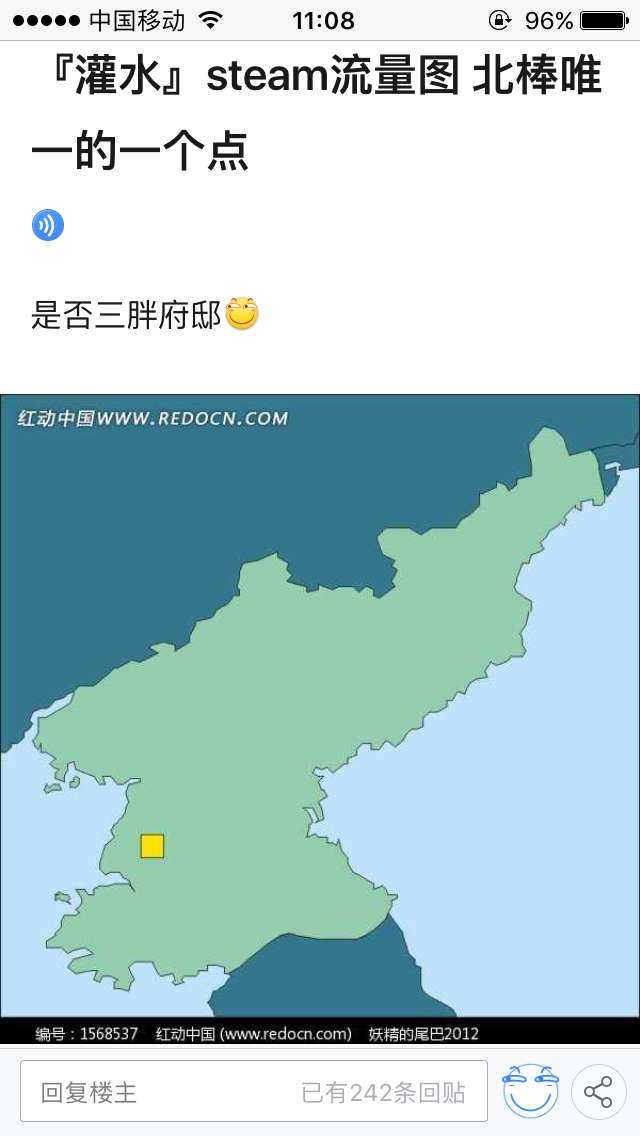 中国移动 11:08 96%
『灌水』steam流量图 北棒唯
一的一个点
是否三胖府邸
红动中国WWW.REDOCN.COM
编号：1568537 红动中国 (www.redocn.com) 妖精的尾巴2012
回复楼主 已有242条回贴